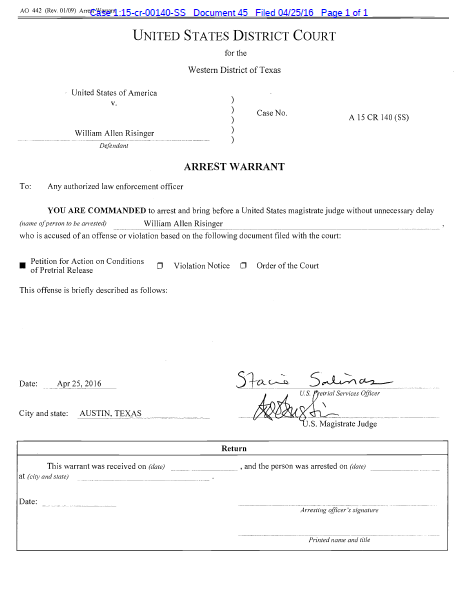 AO 442 (Rev. 01/09)
Case 1:15-cr-00140-SS Document 45 Filed 04/25/16 Page 1 of 1
UNITED STATES DISTRICT COURT
for the
Western District of Texas
United States of America
v.
William Allen Risinger
Defendant
)
)
)
)
)
Case No.
A 15 CR 140 (SS)
ARREST WARRANT
To: Any authorized law enforcement officer
YOU ARE COMMANDED to arrest and bring before a United States magistrate judge without unnecessary delay
(name of person to be arrested) William Allen Risinger ,
who is accused of an offense or violation based on the following document filed with the court:
Petition for Action on Conditions
of Pretrial Release
Violation Notice
Order of the Court
This offense is briefly described as follows:
Date: Apr 25, 2016
Stacie Salinas
U.S. Pretrial Services Officer
City and state: AUSTIN, TEXAS
U.S. Magistrate Judge
Return
This warrant was received on (date) , and the person was arrested on (date)
at (city and state) .
Date:
Arresting officer's signature
Printed name and title